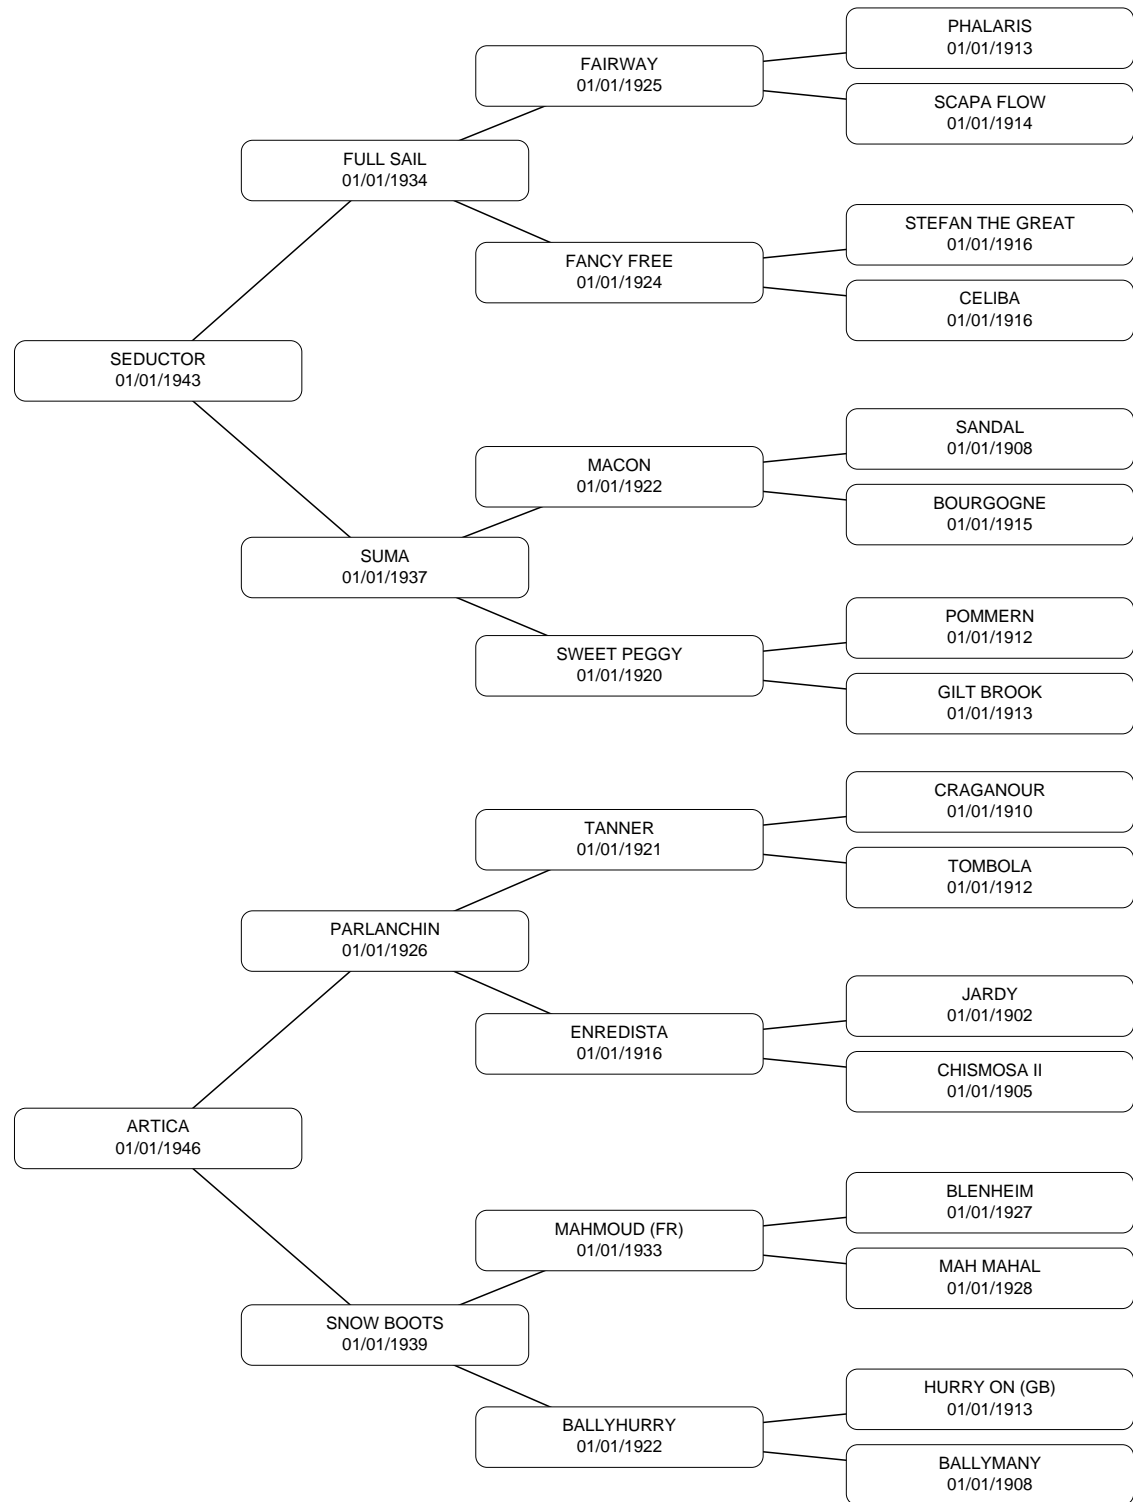 PHALARIS
01/01/1913
FAIRWAY
01/01/1925
SCAPA FLOW
01/01/1914
FULL SAIL
01/01/1934
STEFAN THE GREAT
01/01/1916
FANCY FREE
01/01/1924
CELIBA
01/01/1916
SEDUCTOR
01/01/1943
SANDAL
01/01/1908
MACON
01/01/1922
BOURGOGNE
01/01/1915
SUMA
01/01/1937
POMMERN
01/01/1912
SWEET PEGGY
01/01/1920
GILT BROOK
01/01/1913
CRAGANOUR
01/01/1910
TANNER
01/01/1921
TOMBOLA
01/01/1912
PARLANCHIN
01/01/1926
JARDY
01/01/1902
ENREDISTA
01/01/1916
CHISMOSA II
01/01/1905
ARTICA
01/01/1946
BLENHEIM
01/01/1927
MAHMOUD (FR)
01/01/1933
MAH MAHAL
01/01/1928
SNOW BOOTS
01/01/1939
HURRY ON (GB)
01/01/1913
BALLYHURRY
01/01/1922
BALLYMANY
01/01/1908